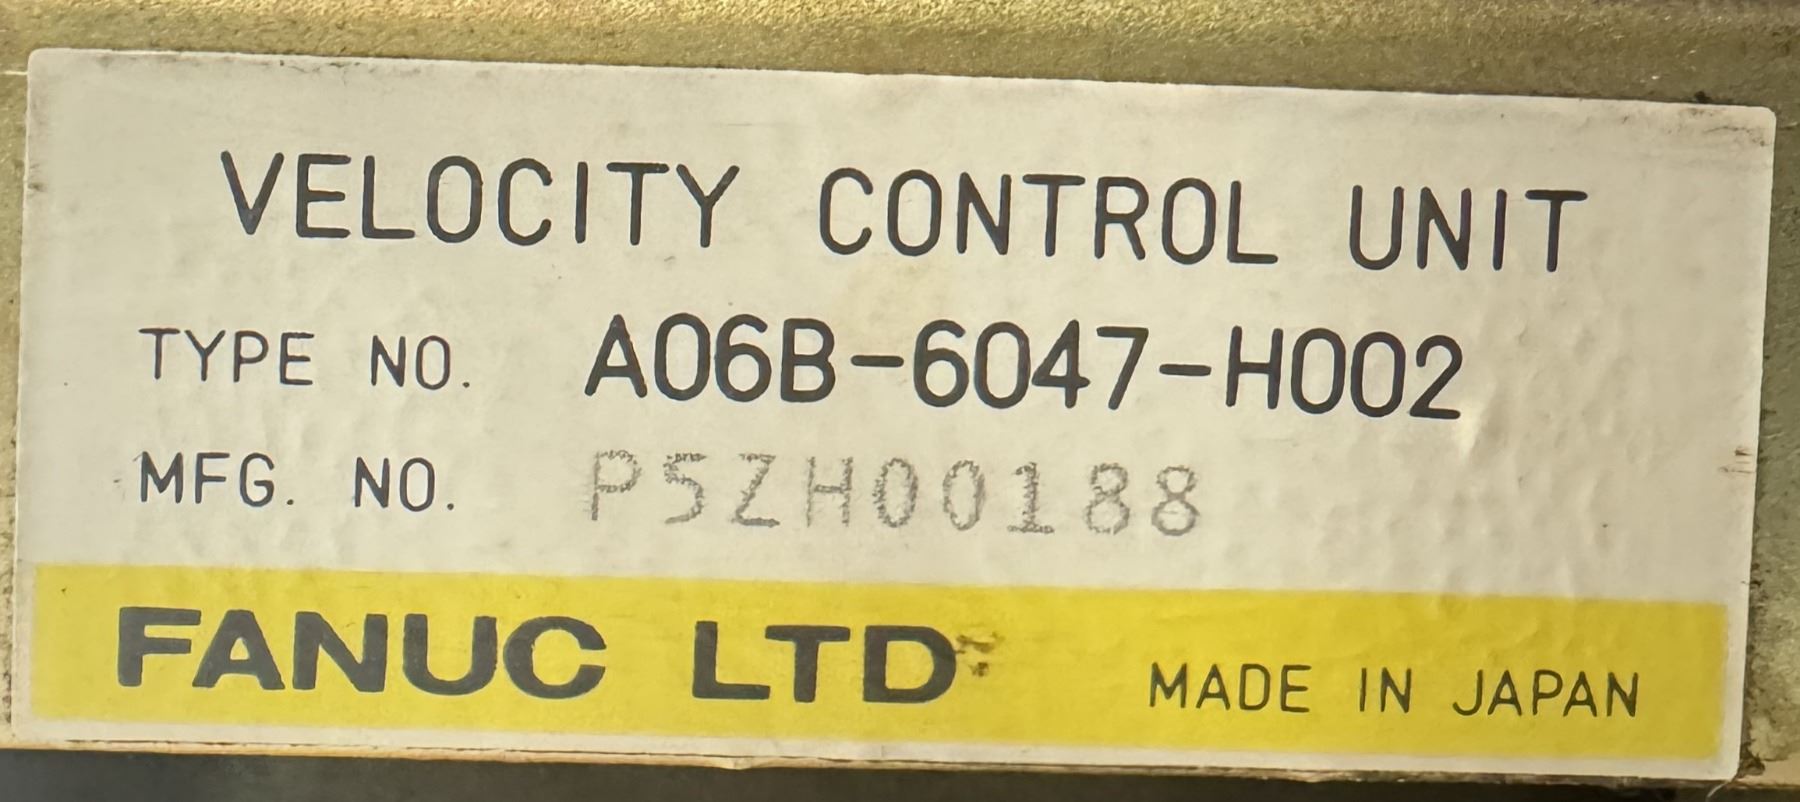 VELOCITY CONTROL UNIT
TYPE NO. A06B-6047-H002
MFG. NO. P5ZH00188
FANUC LTD MADE IN JAPAN